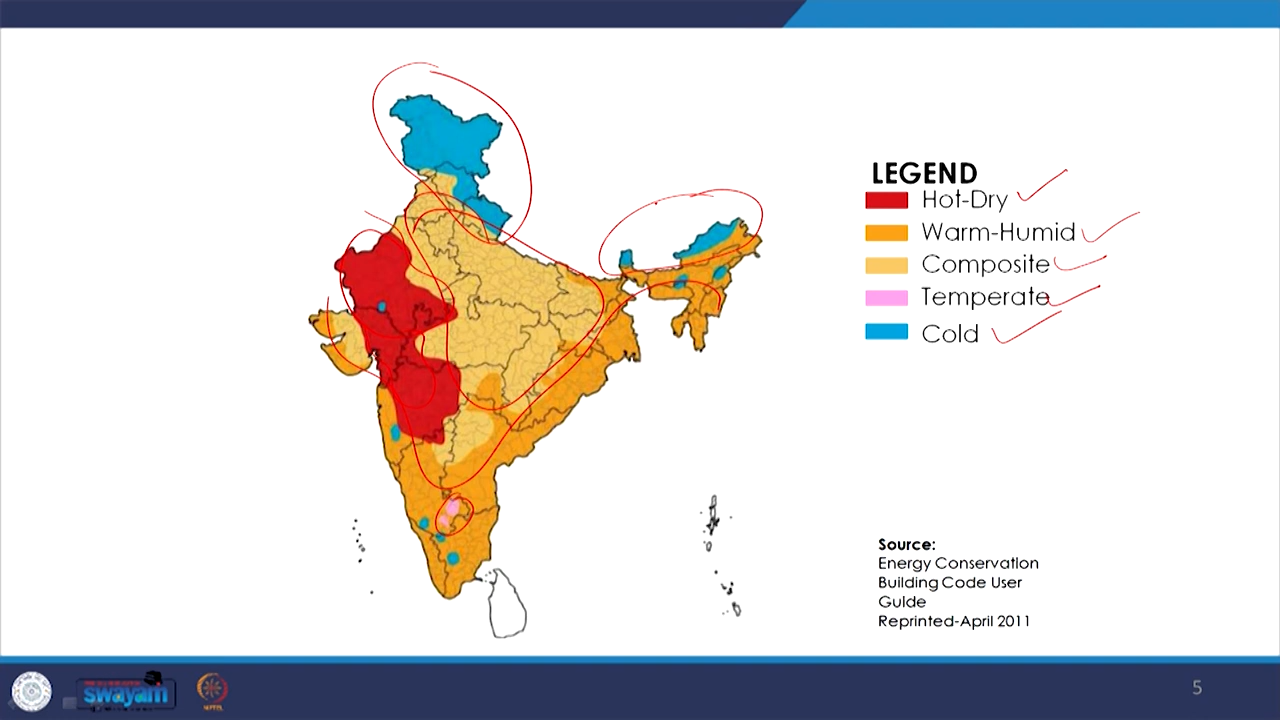 LEGEND
Hot-Dry
Warm-Humid
Composite
Temperate
Cold
Source:
Energy Conservation
Building Code User
Guide
Reprinted-April 2011
swayam
5